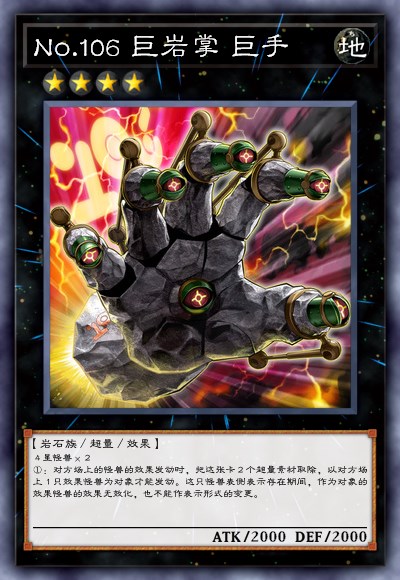 No.106 巨岩掌 巨手
地
【岩石族／超量／效果】
4星怪兽×2
①：对方场上的怪兽的效果发动时，把这张卡2个超量素材取除，以对方场
上1只效果怪兽为对象才能发动。这只怪兽表侧表示存在期间，作为对象的
效果怪兽的效果无效化，也不能作表示形式的变更。
ATK/2000 DEF/2000